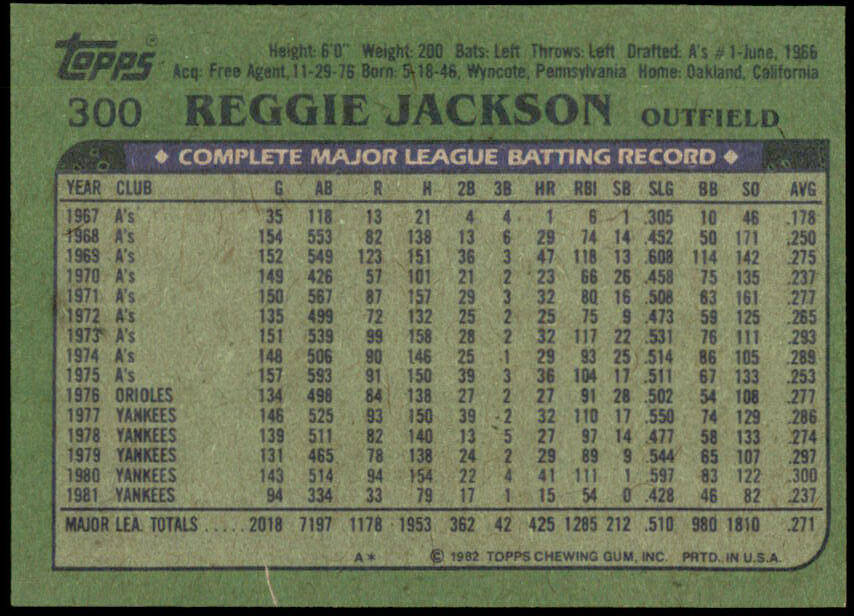 Topps® Height: 6'0" Weight: 200 Bats: Left Throws: Left Drafted: A's #1-June, 1966
Acq: Free Agent, 11-29-76 Born: 5-18-46, Wyncote, Pennsylvania Home: Oakland, California
300 REGGIE JACKSON OUTFIELD
◆ COMPLETE MAJOR LEAGUE BATTING RECORD ◆
YEAR CLUB G AB R H 2B 3B HR RBI SB SLG BB SO AVG
1967 A's 35 118 13 21 4 4 1 6 1 .305 10 46 .178
1968 A's 154 553 82 138 13 6 29 74 14 .452 50 171 .250
1969 A's 152 549 123 151 36 3 47 118 13 .608 114 142 .275
1970 A's 149 426 57 101 21 2 23 66 26 .458 75 135 .237
1971 A's 150 567 87 157 29 3 32 80 16 .508 63 161 .277
1972 A's 135 499 72 132 25 2 25 75 9 .473 59 125 .265
1973 A's 151 539 99 158 28 2 32 117 22 .531 76 111 .293
1974 A's 148 506 90 146 25 1 29 93 25 .514 86 105 .289
1975 A's 157 593 91 150 39 3 36 104 17 .511 67 133 .253
1976 ORIOLES 134 498 84 138 27 2 27 91 28 .502 54 108 .277
1977 YANKEES 146 525 93 150 39 2 32 110 17 .550 74 129 .286
1978 YANKEES 139 511 82 140 13 5 27 97 14 .477 58 133 .274
1979 YANKEES 131 465 78 138 24 2 29 89 9 .544 65 107 .297
1980 YANKEES 143 514 94 154 22 4 41 111 1 .597 83 122 .300
1981 YANKEES 94 334 33 79 17 1 15 54 0 .428 46 82 .237
MAJOR LEA. TOTALS ..... 2018 7197 1178 1953 362 42 425 1285 212 .510 980 1810 .271
A* © 1982 TOPPS CHEWING GUM, INC. PRTD. IN U.S.A.